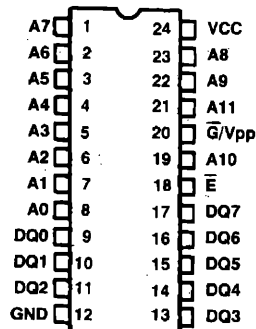 A7 1 24 VCC
A6 2 23 A8
A5 3 22 A9
A4 4 21 A11
A3 5 20 G̅/Vpp
A2 6 19 A10
A1 7 18 E̅
A0 8 17 DQ7
DQ0 9 16 DQ6
DQ1 10 15 DQ5
DQ2 11 14 DQ4
GND 12 13 DQ3